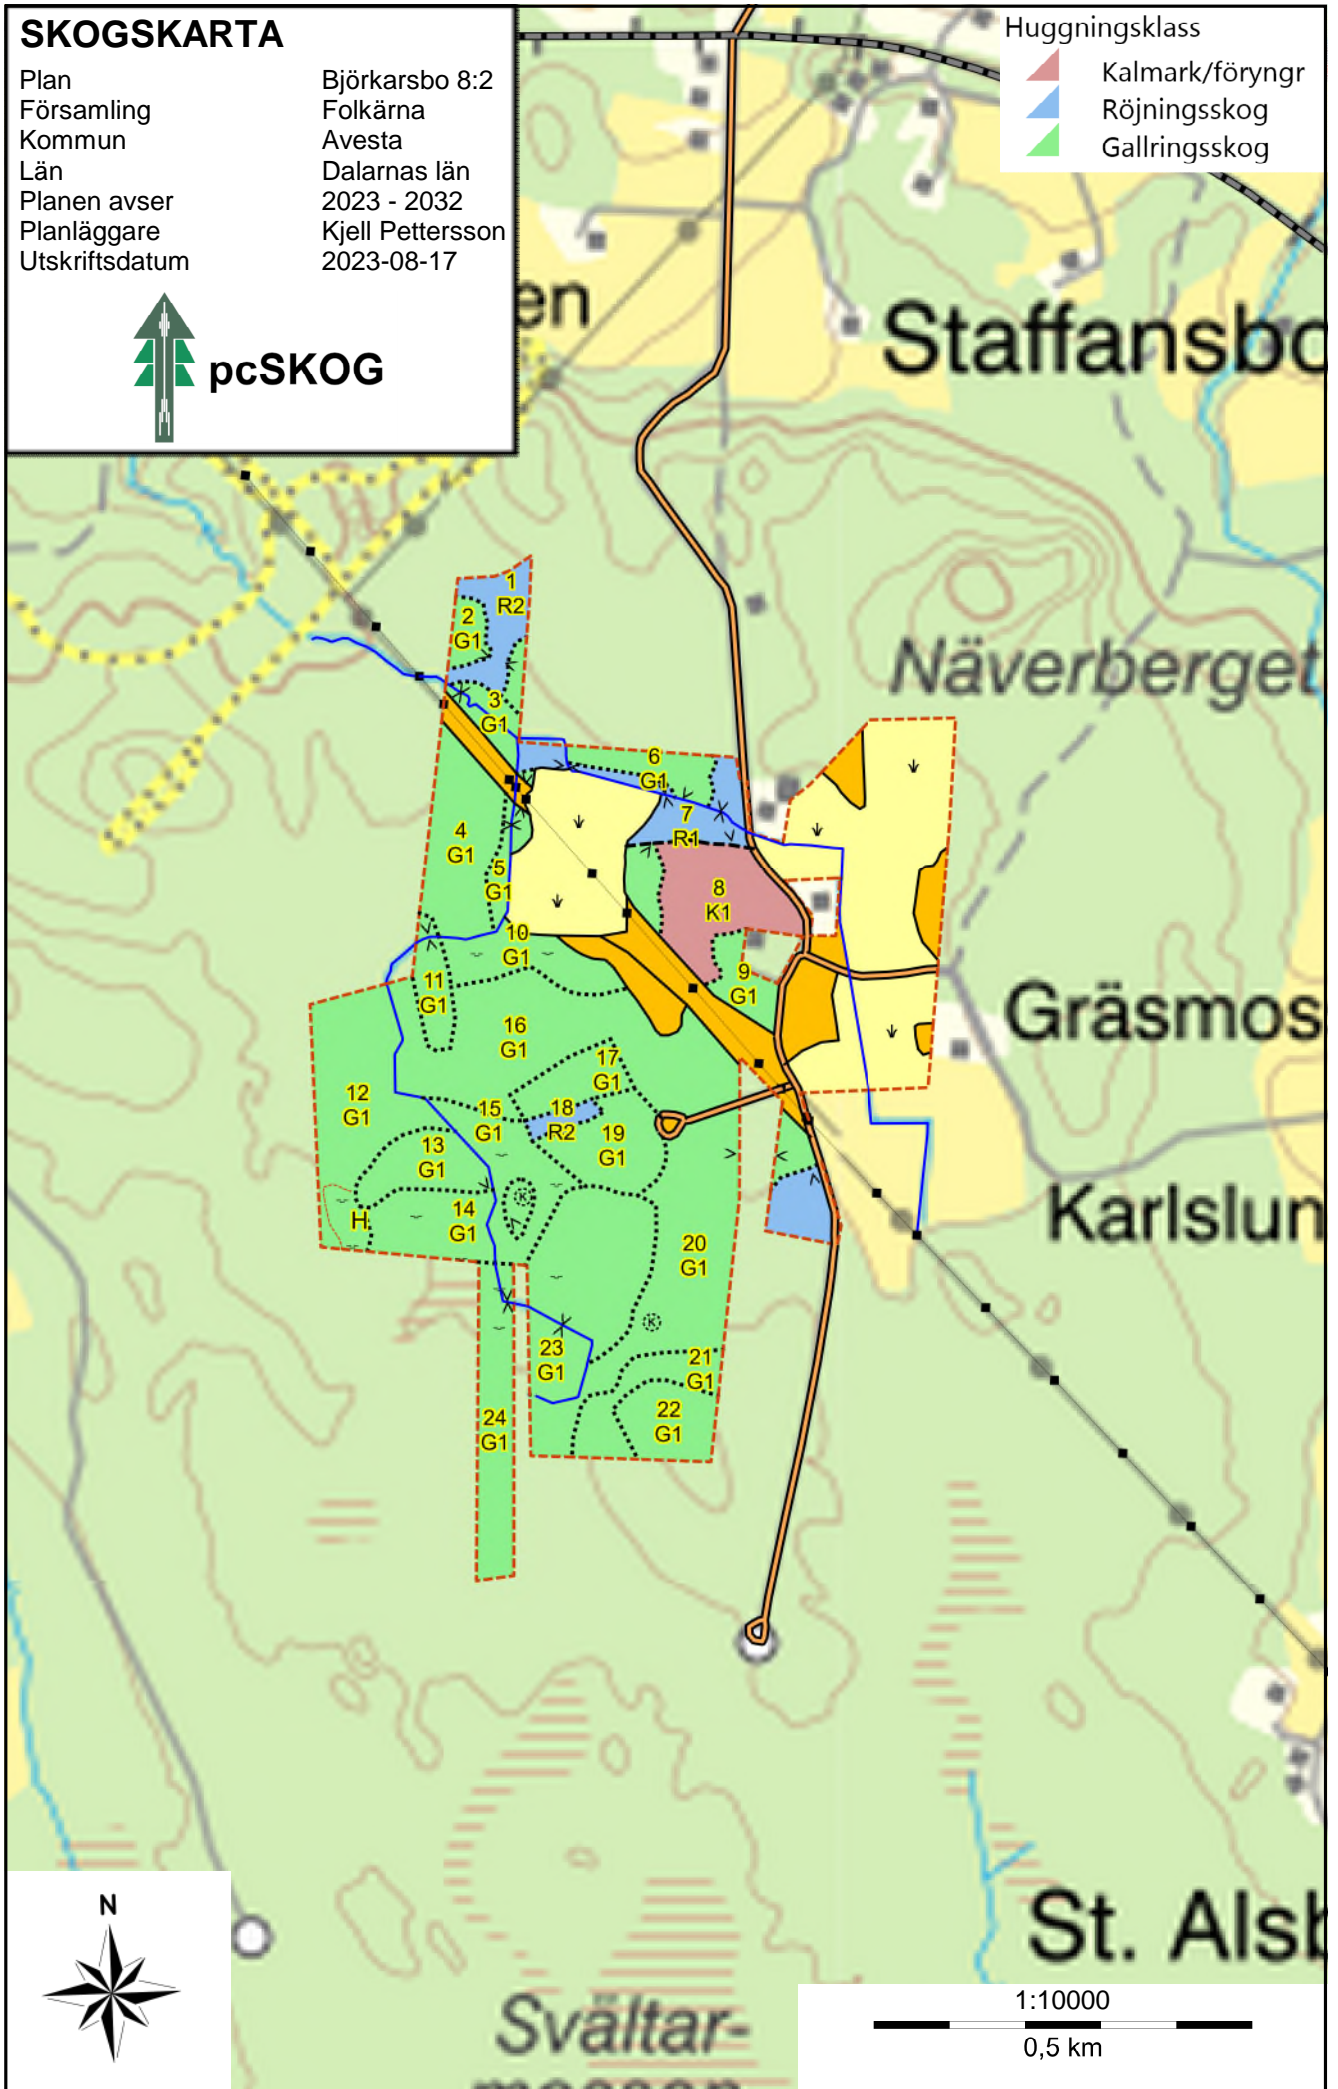 SKOGSKARTA
Plan Björkarsbo 8:2
Församling Folkärna
Kommun Avesta
Län Dalarnas län
Planen avser 2023 - 2032
Planläggare Kjell Pettersson
Utskriftsdatum 2023-08-17
pcSKOG
Huggningsklass
Kalmark/föryngr
Röjningsskog
Gallringsskog
en
Staffansbo
Näverberget
1
R2
2
G1
3
G1
6
G1
7
R1
4
G1
5
G1
8
K1
10
G1
9
G1
11
G1
Gräsmos
16
G1
17
G1
12
G1
15
G1
18
R2
19
G1
13
G1
14
G1
K
H
Karlslun
20
G1
K
23
G1
21
G1
22
G1
24
G1
N
St. Alsb
Svältar-
mossen
1:10000
0,5 km